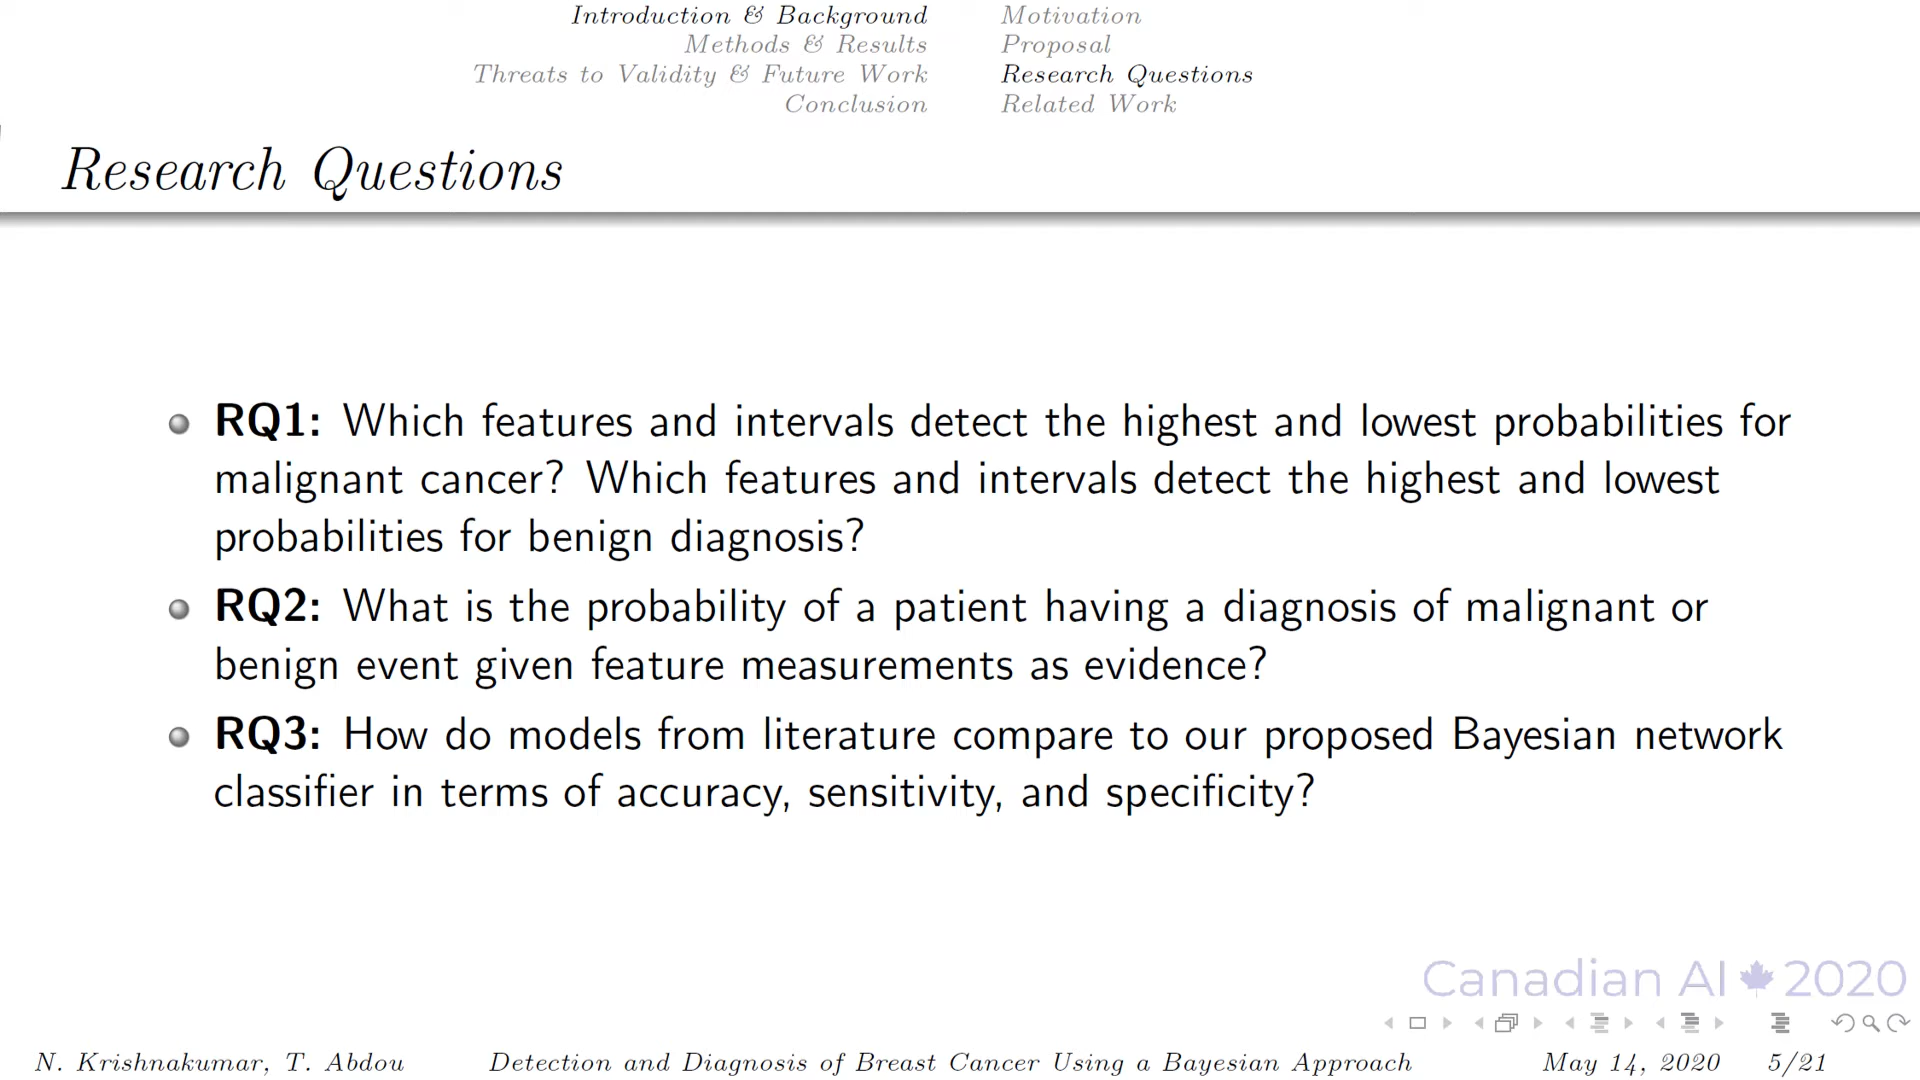 Introduction & Background
Methods & Results
Threats to Validity & Future Work
Conclusion
Motivation
Proposal
Research Questions
Related Work
Research Questions
RQ1: Which features and intervals detect the highest and lowest probabilities for
malignant cancer? Which features and intervals detect the highest and lowest
probabilities for benign diagnosis?
RQ2: What is the probability of a patient having a diagnosis of malignant or
benign event given feature measurements as evidence?
RQ3: How do models from literature compare to our proposed Bayesian network
classifier in terms of accuracy, sensitivity, and specificity?
Canadian AI 2020
N. Krishnakumar, T. Abdou Detection and Diagnosis of Breast Cancer Using a Bayesian Approach May 14, 2020 5/21